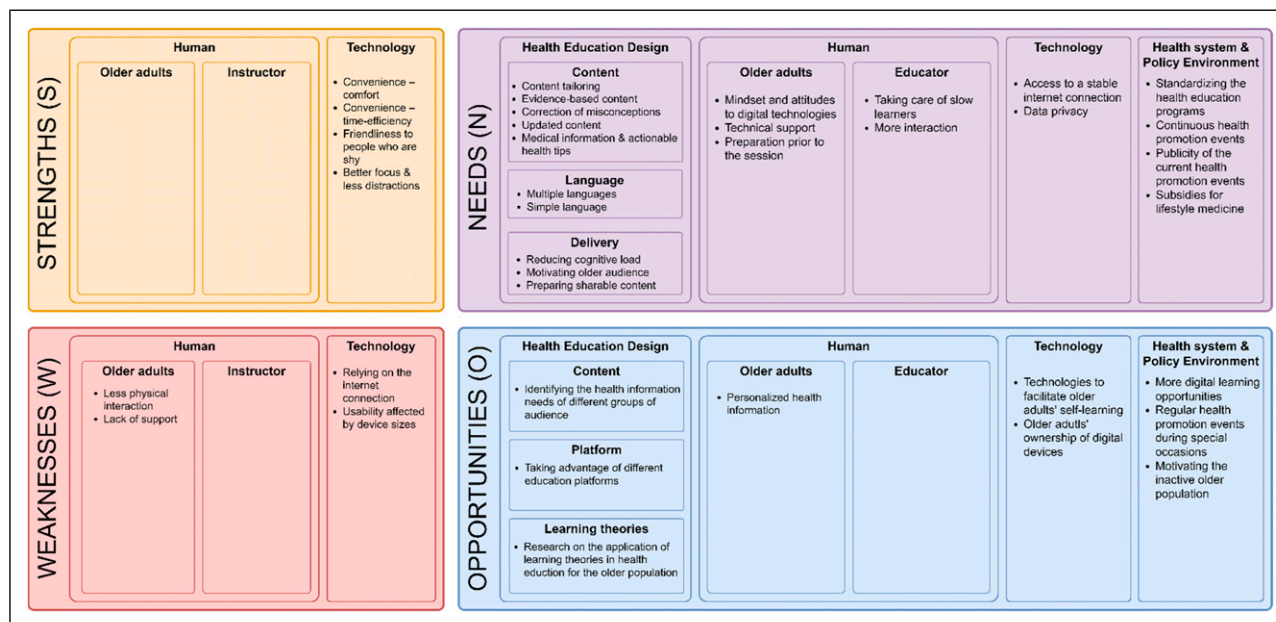 STRENGTHS (S)
Human
Older adults
Instructor
Technology
• Convenience –
comfort
• Convenience –
time-efficiency
• Friendliness to
people who are
shy
• Better focus &
less distractions
NEEDS (N)
Health Education Design
Content
• Content tailoring
• Evidence-based content
• Correction of misconceptions
• Updated content
• Medical information & actionable
health tips
Language
• Multiple languages
• Simple language
Delivery
• Reducing cognitive load
• Motivating older audience
• Preparing sharable content
Human
Older adults
• Mindset and attitudes
to digital technologies
• Technical support
• Preparation prior to
the session
Educator
• Taking care of slow
learners
• More interaction
Technology
• Access to a stable
internet connection
• Data privacy
Health system &
Policy Environment
• Standardizing the
health education
programs
• Continuous health
promotion events
• Publicity of the
current health
promotion events
• Subsidies for
lifestyle medicine
WEAKNESSES (W)
Human
Older adults
• Less physical
interaction
• Lack of support
Instructor
Technology
• Relying on the
internet
connection
• Usability affected
by device sizes
OPPORTUNITIES (O)
Health Education Design
Content
• Identifying the health information
needs of different groups of
audience
Platform
• Taking advantage of different
education platforms
Learning theories
• Research on the application of
learning theories in health
eduction for the older population
Human
Older adults
• Personalized health
information
Educator
Technology
• Technologies to
facilitate older
adults' self-learning
• Older adutls'
ownership of digital
devices
Health system &
Policy Environment
• More digital learning
opportunities
• Regular health
promotion events
during special
occasions
• Motivating the
inactive older
population